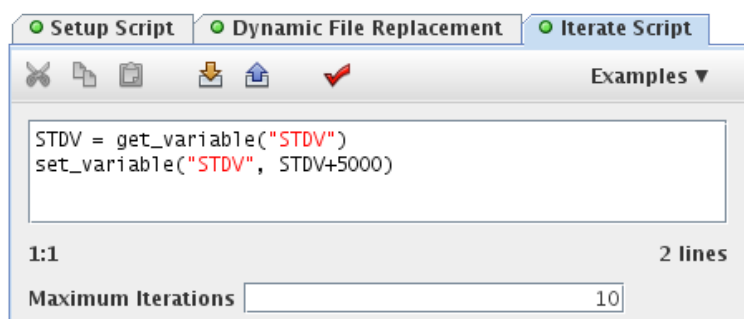 Setup Script Dynamic File Replacement Iterate Script
Examples ▼
STDV = get_variable("STDV")
set_variable("STDV", STDV+5000)
1:1 2 lines
Maximum Iterations 10